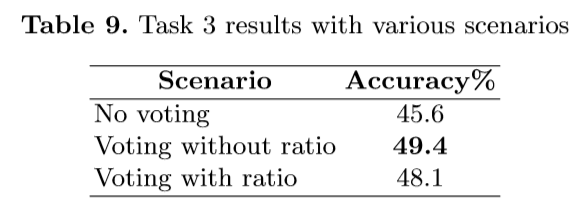 Table 9. Task 3 results with various scenarios
Scenario Accuracy%
No voting 45.6
Voting without ratio 49.4
Voting with ratio 48.1